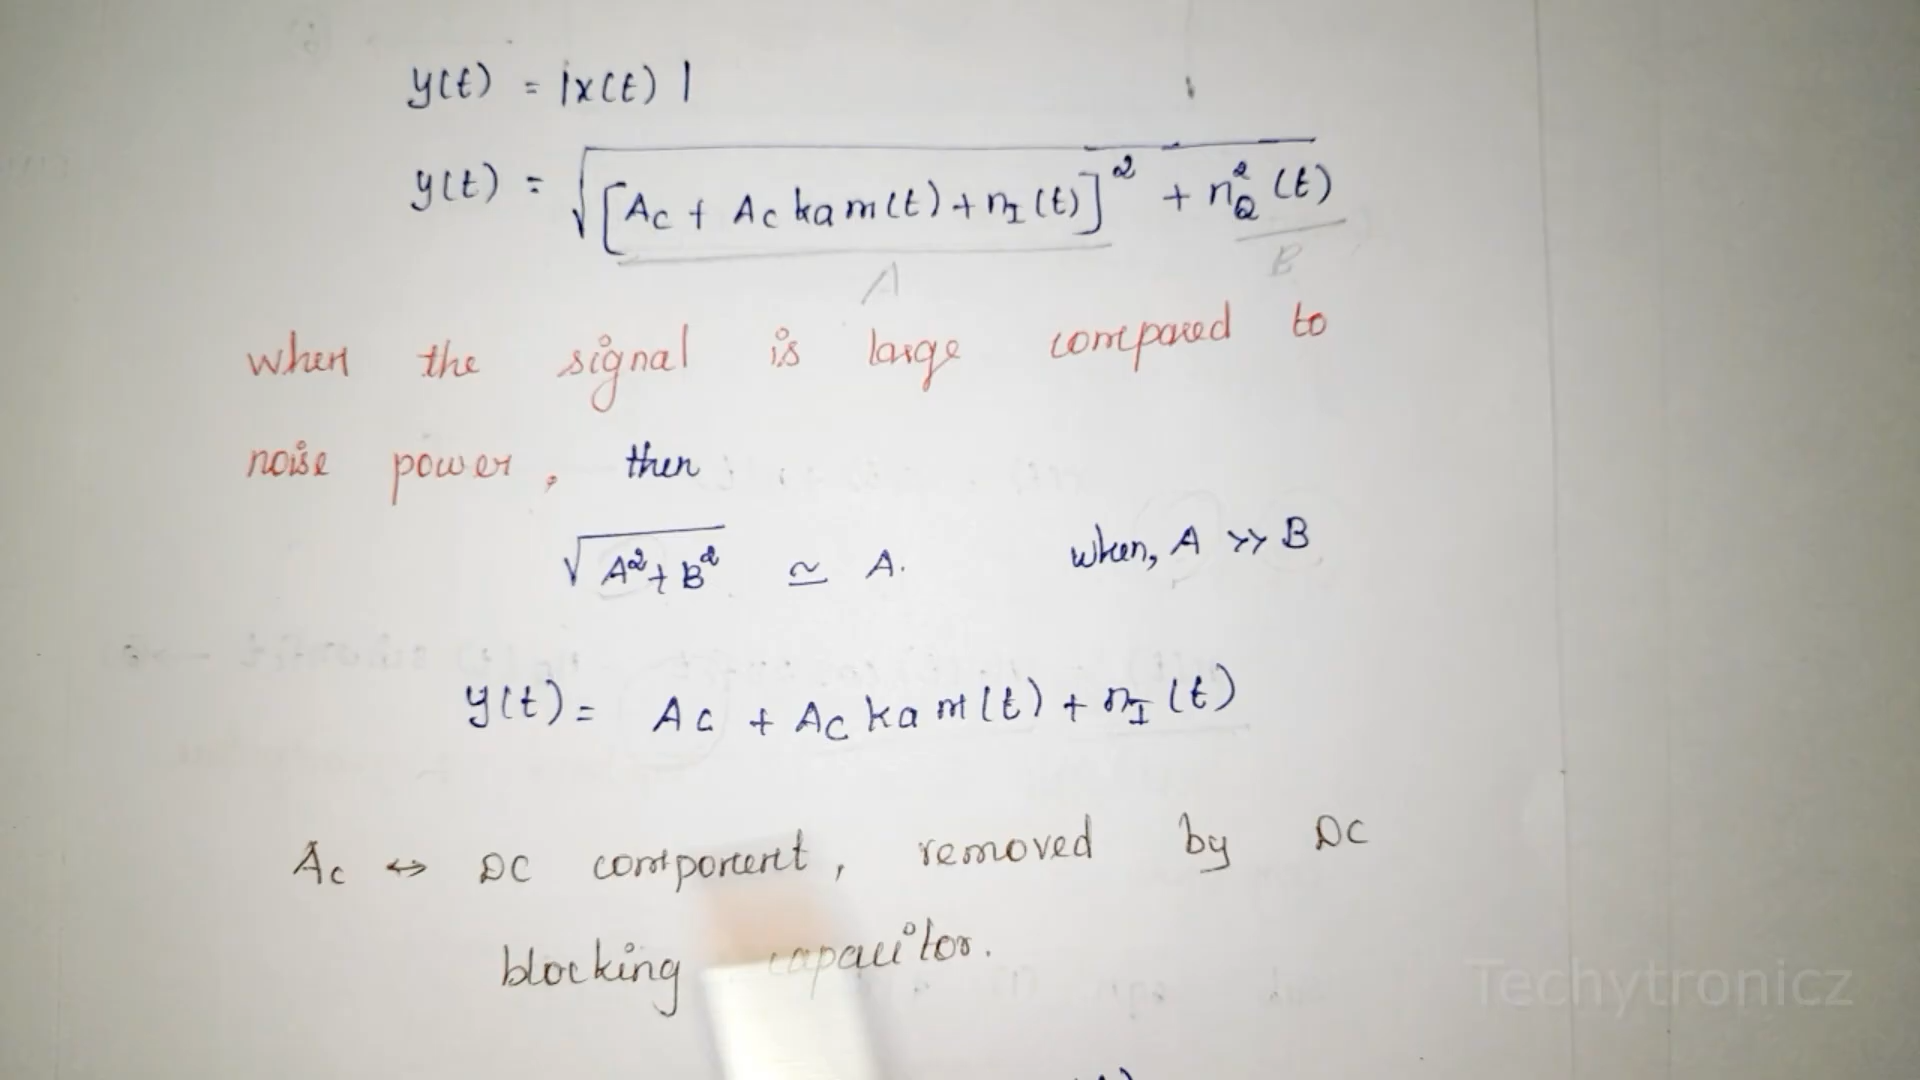 y(t) = |x(t)|
y(t) = √([Ac + Ac ka m(t) + nI(t)]² + nQ²(t))
A B
when the signal is large compared to
noise power, then
√(A² + B²) ≃ A. when, A >> B
y(t) = Ac + Ac ka m(t) + nI(t)
Ac ↔ DC component, removed by DC
blocking capacitor.
Techytronicz